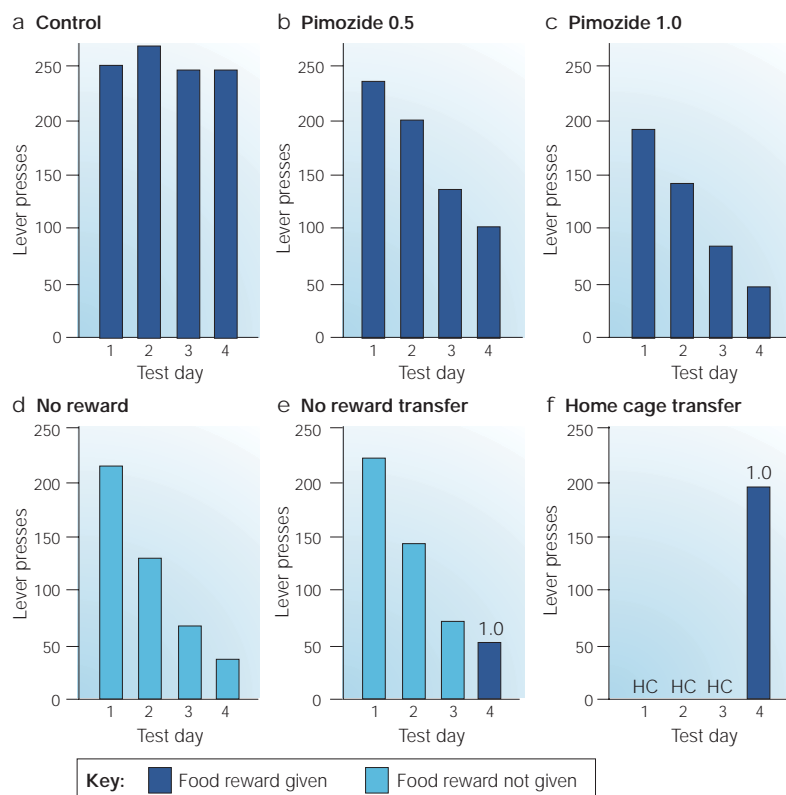 a Control
250
200
150
100
50
0
Lever presses
1 2 3 4
Test day
b Pimozide 0.5
250
200
150
100
50
0
Lever presses
1 2 3 4
Test day
c Pimozide 1.0
250
200
150
100
50
0
Lever presses
1 2 3 4
Test day
d No reward
250
200
150
100
50
0
Lever presses
1 2 3 4
Test day
e No reward transfer
250
200
150
100
50
0
Lever presses
1.0
1 2 3 4
Test day
f Home cage transfer
250
200
150
100
50
0
Lever presses
1.0
HC HC HC
1 2 3 4
Test day
Key: Food reward given Food reward not given